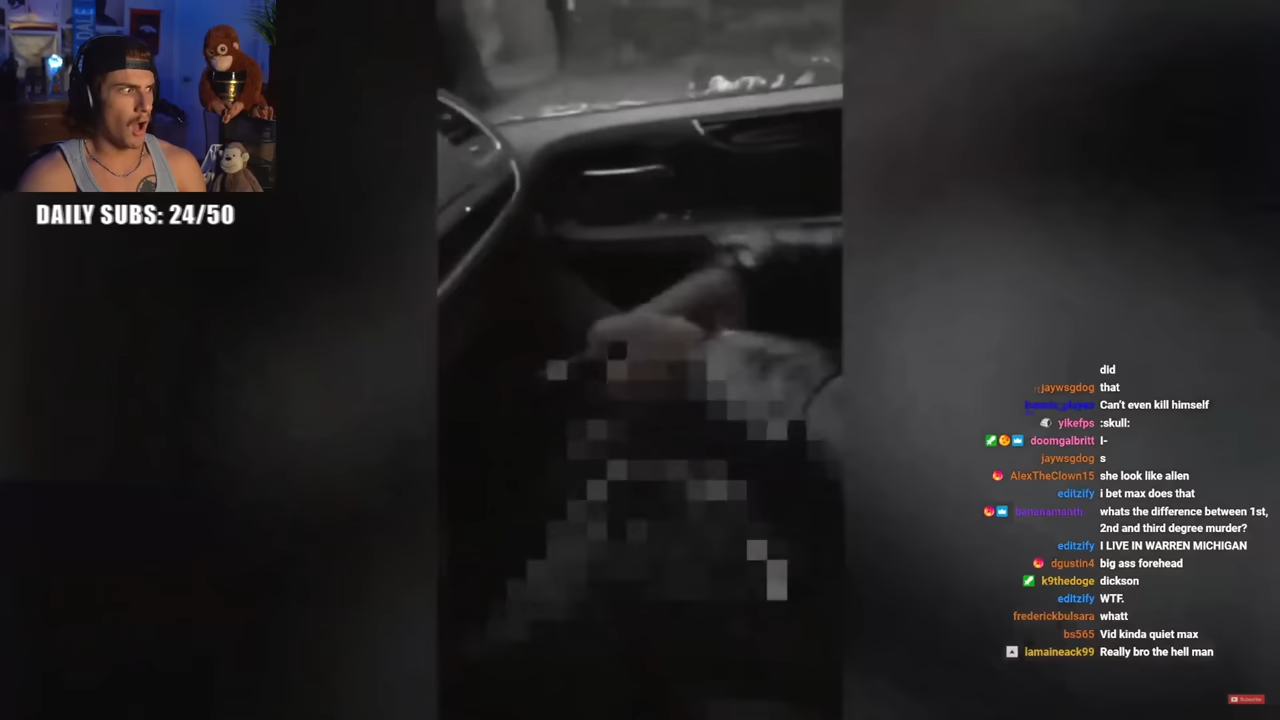 DALE
DAILY SUBS: 24/50
did
jaywsgdog that
Can't even kill himself
yikefps :skull:
doomgalbritt I-
jaywsgdog s
AlexTheClown15 she look like alien
editzify i bet max does that
whats the difference between 1st,
2nd and third degree murder?
editzify I LIVE IN WARREN MICHIGAN
dgustin4 big ass forehead
k9thedoge dickson
editzify WTF.
frederickbulsara whatt
bs565 Vid kinda quiet max
lamaineack99 Really bro the hell man
Subscribe